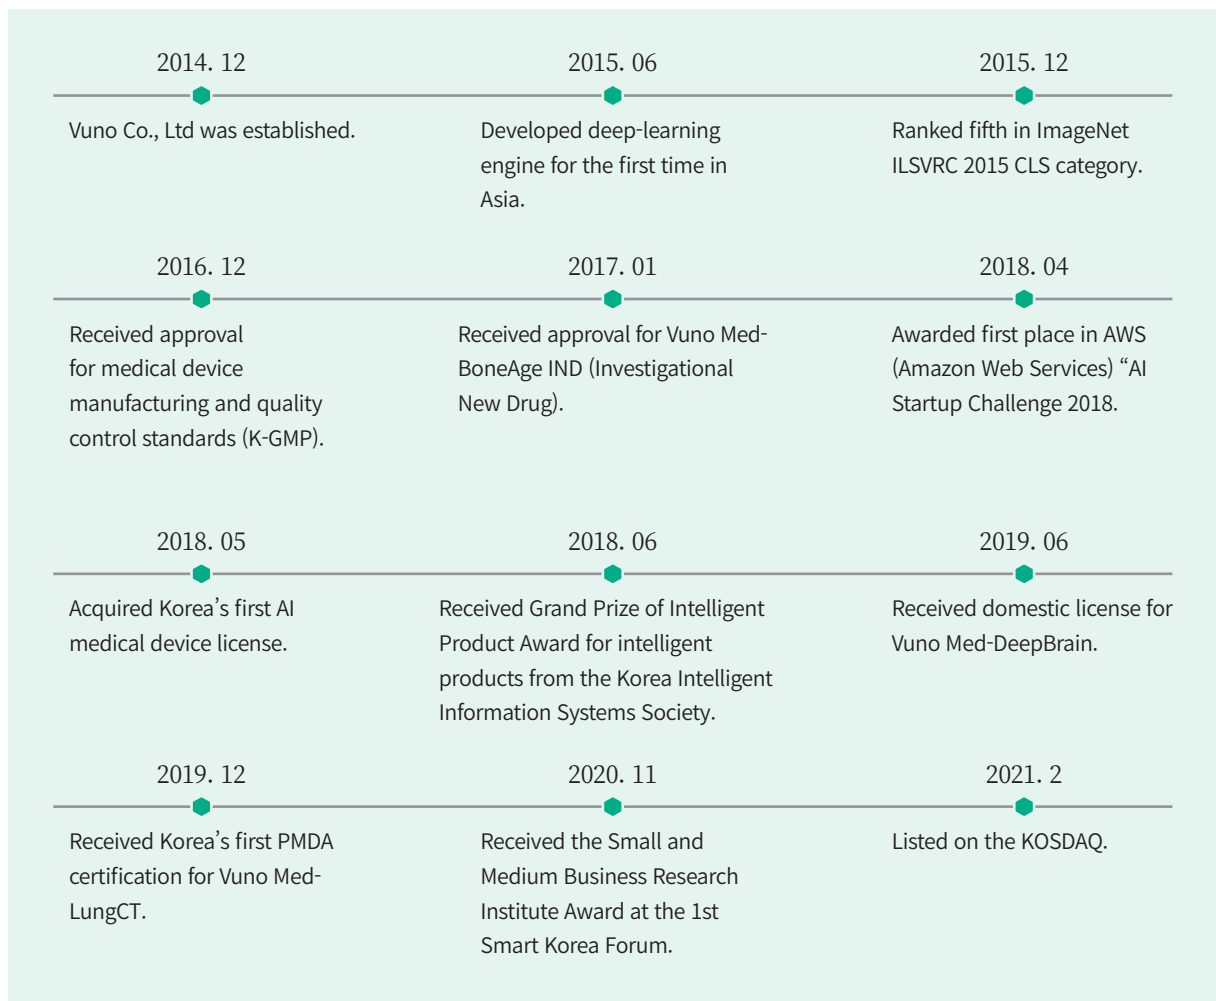 2014. 12
Vuno Co., Ltd was established.
2015. 06
Developed deep-learning
engine for the first time in
Asia.
2015. 12
Ranked fifth in ImageNet
ILSVRC 2015 CLS category.
2016. 12
Received approval
for medical device
manufacturing and quality
control standards (K-GMP).
2017. 01
Received approval for Vuno Med-
BoneAge IND (Investigational
New Drug).
2018. 04
Awarded first place in AWS
(Amazon Web Services) “AI
Startup Challenge 2018.
2018. 05
Acquired Korea’s first AI
medical device license.
2018. 06
Received Grand Prize of Intelligent
Product Award for intelligent
products from the Korea Intelligent
Information Systems Society.
2019. 06
Received domestic license for
Vuno Med-DeepBrain.
2019. 12
Received Korea’s first PMDA
certification for Vuno Med-
LungCT.
2020. 11
Received the Small and
Medium Business Research
Institute Award at the 1st
Smart Korea Forum.
2021. 2
Listed on the KOSDAQ.